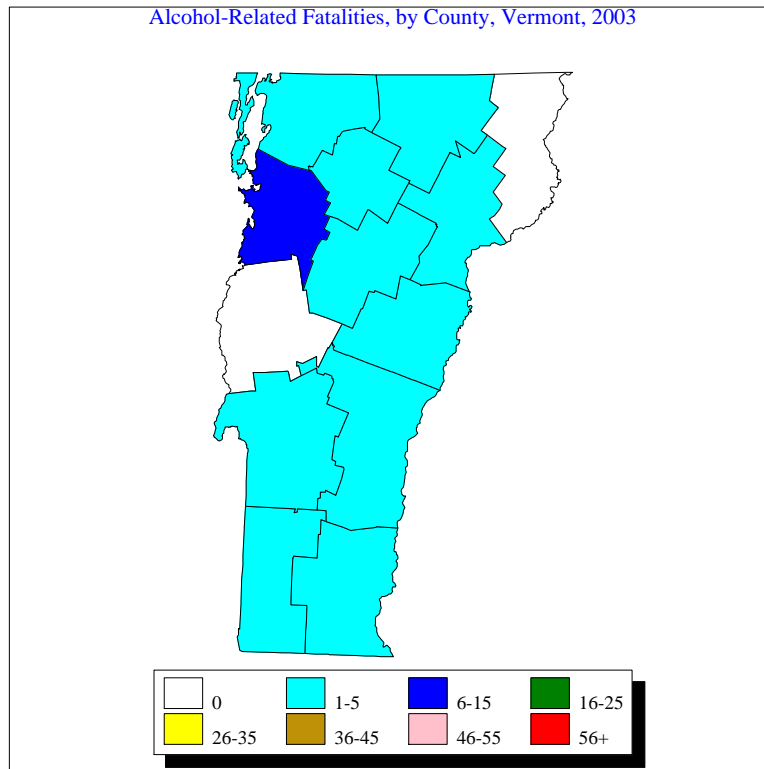 Alcohol-Related Fatalities, by County, Vermont, 2003
0 1-5 6-15 16-25
26-35 36-45 46-55 56+